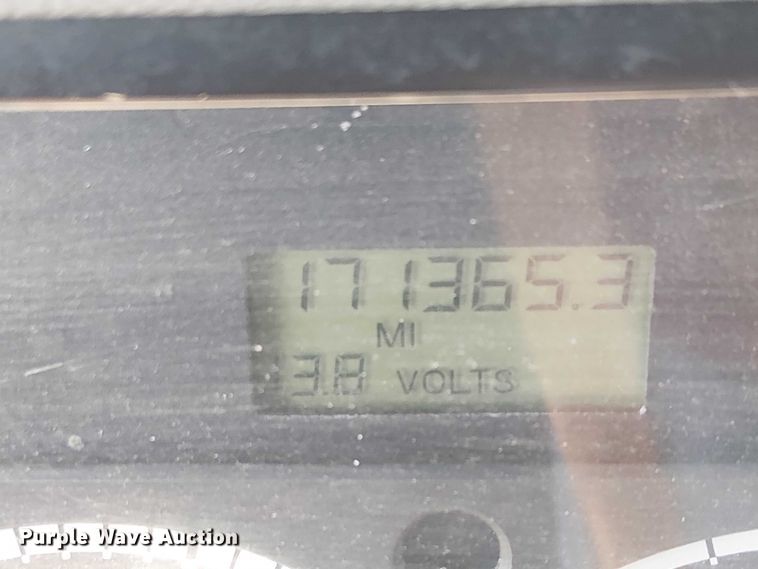 171365.3
MI
3.8 VOLTS
Purple Wave Auction